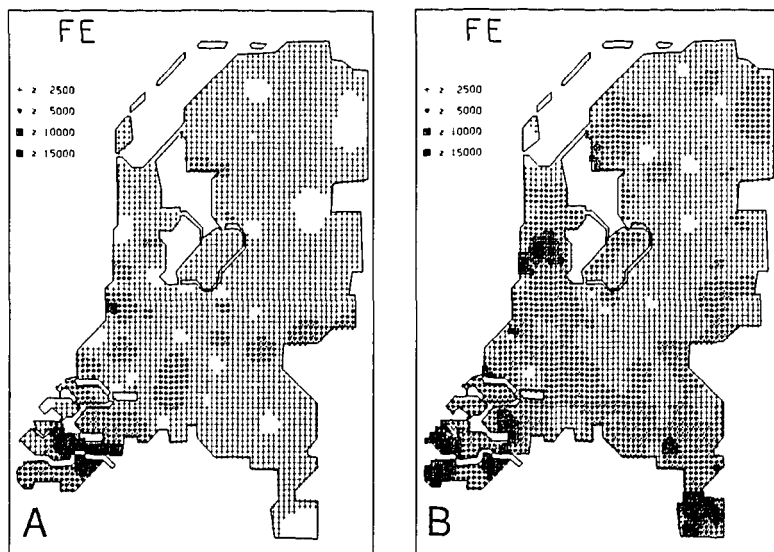 FE
+ ≥ 2500
▾ ≥ 5000
■ ≥ 10000
■ ≥ 15000
A
FE
+ ≥ 2500
▾ ≥ 5000
■ ≥ 10000
■ ≥ 15000
B